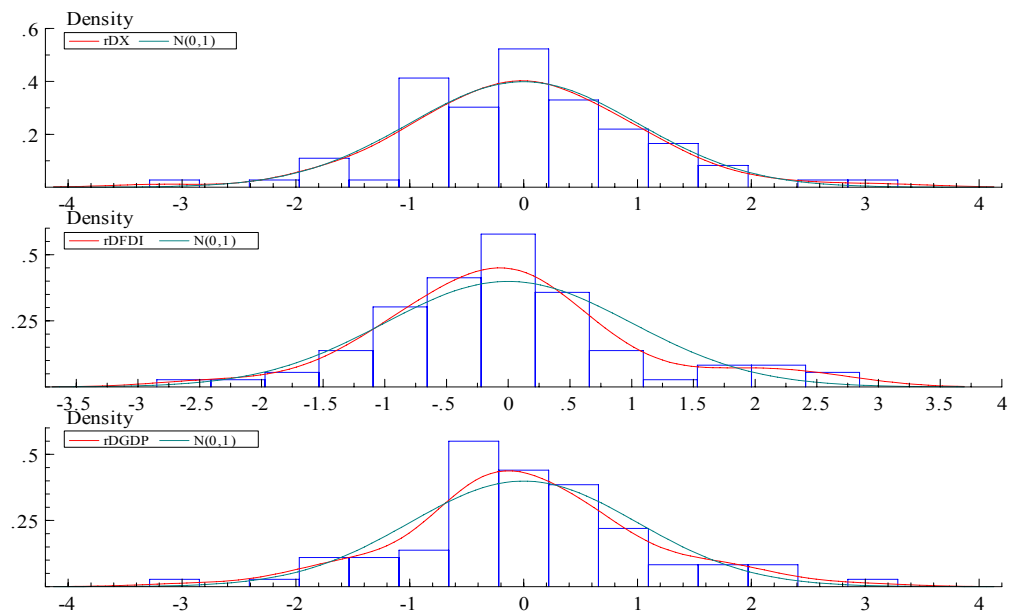 Density
rDX N(0,1)
.6
.4
.2
-4 -3 -2 -1 0 1 2 3 4
Density
rDFDI N(0,1)
.5
.25
-3.5 -3 -2.5 -2 -1.5 -1 -.5 0 .5 1 1.5 2 2.5 3 3.5 4
Density
rDGDP N(0,1)
.5
.25
-4 -3 -2 -1 0 1 2 3 4